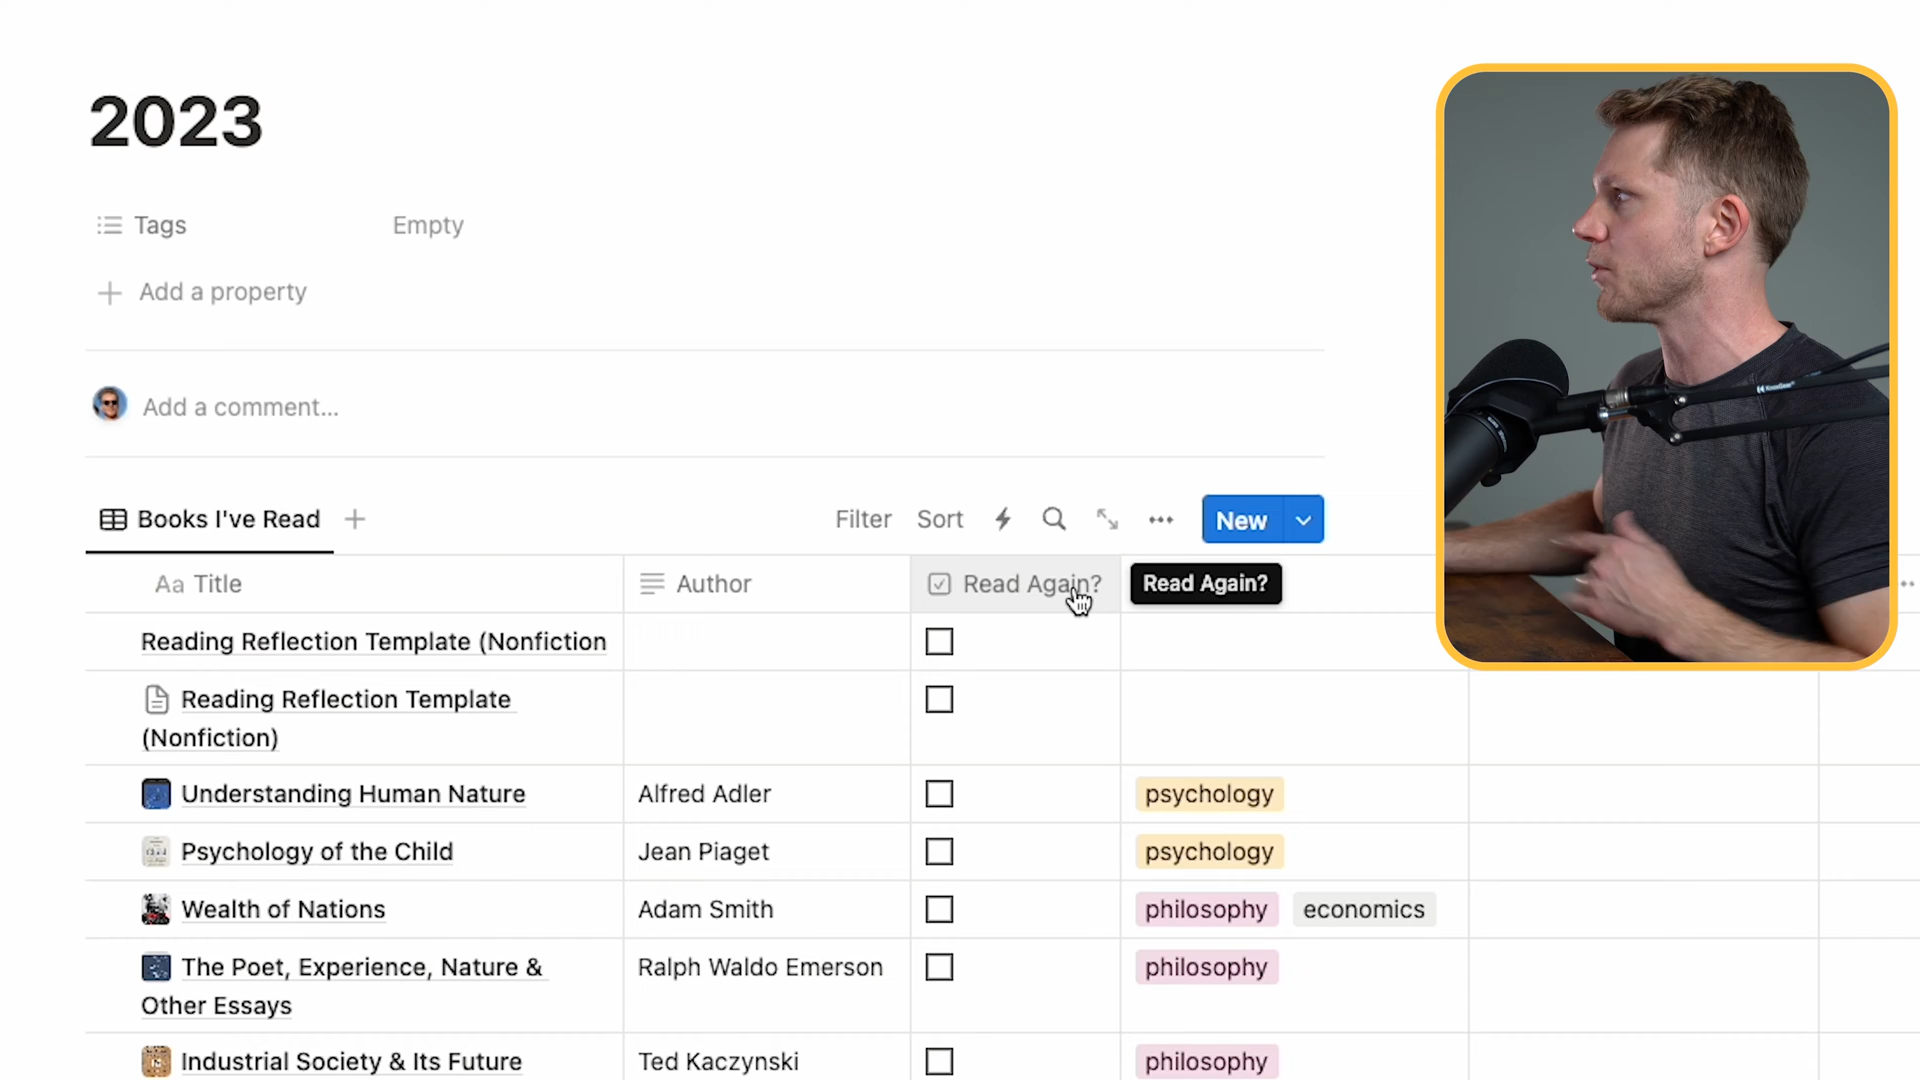 2023
Tags Empty
Add a property
Add a comment...
Books I've Read
Filter Sort New
Aa Title Author Read Again? Read Again?
Reading Reflection Template (Nonfiction
Reading Reflection Template
(Nonfiction)
Understanding Human Nature Alfred Adler psychology
Psychology of the Child Jean Piaget psychology
Wealth of Nations Adam Smith philosophy economics
The Poet, Experience, Nature & Ralph Waldo Emerson philosophy
Other Essays
Industrial Society & Its Future Ted Kaczynski philosophy